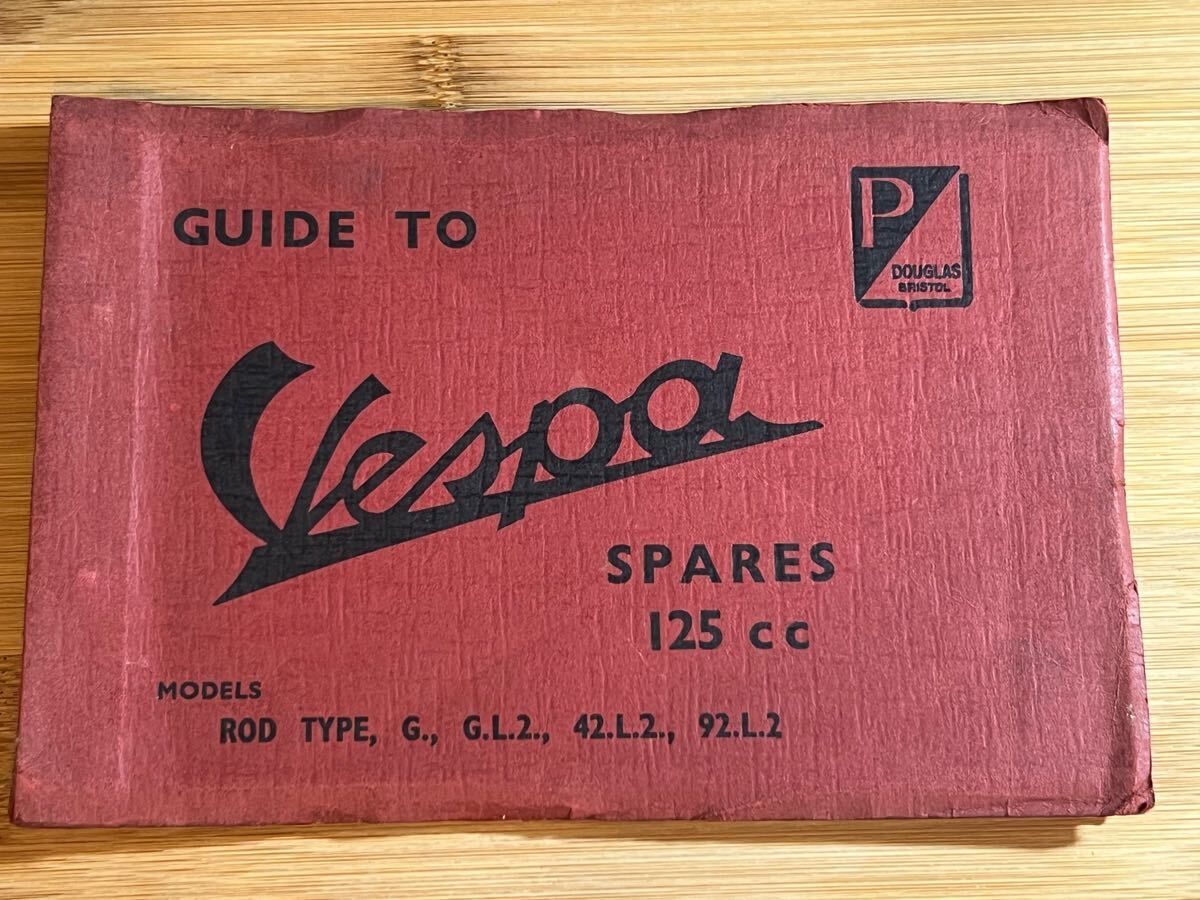 GUIDE TO
P
DOUGLAS
BRISTOL
Vespa
SPARES
125 cc
MODELS
ROD TYPE, G., G.L.2., 42.L.2., 92.L.2